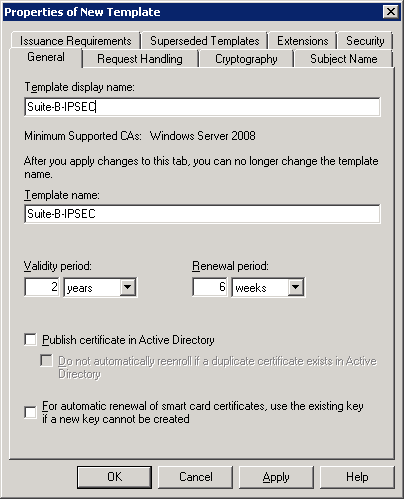 Properties of New Template
Issuance Requirements Superseded Templates Extensions Security
General Request Handling Cryptography Subject Name
Template display name:
Suite-B-IPSEC
Minimum Supported CAs: Windows Server 2008
After you apply changes to this tab, you can no longer change the template
name.
Template name:
Suite-B-IPSEC
Validity period: Renewal period:
2 years 6 weeks
Publish certificate in Active Directory
Do not automatically reenroll if a duplicate certificate exists in Active
Directory
For automatic renewal of smart card certificates, use the existing key
if a new key cannot be created
OK Cancel Apply Help